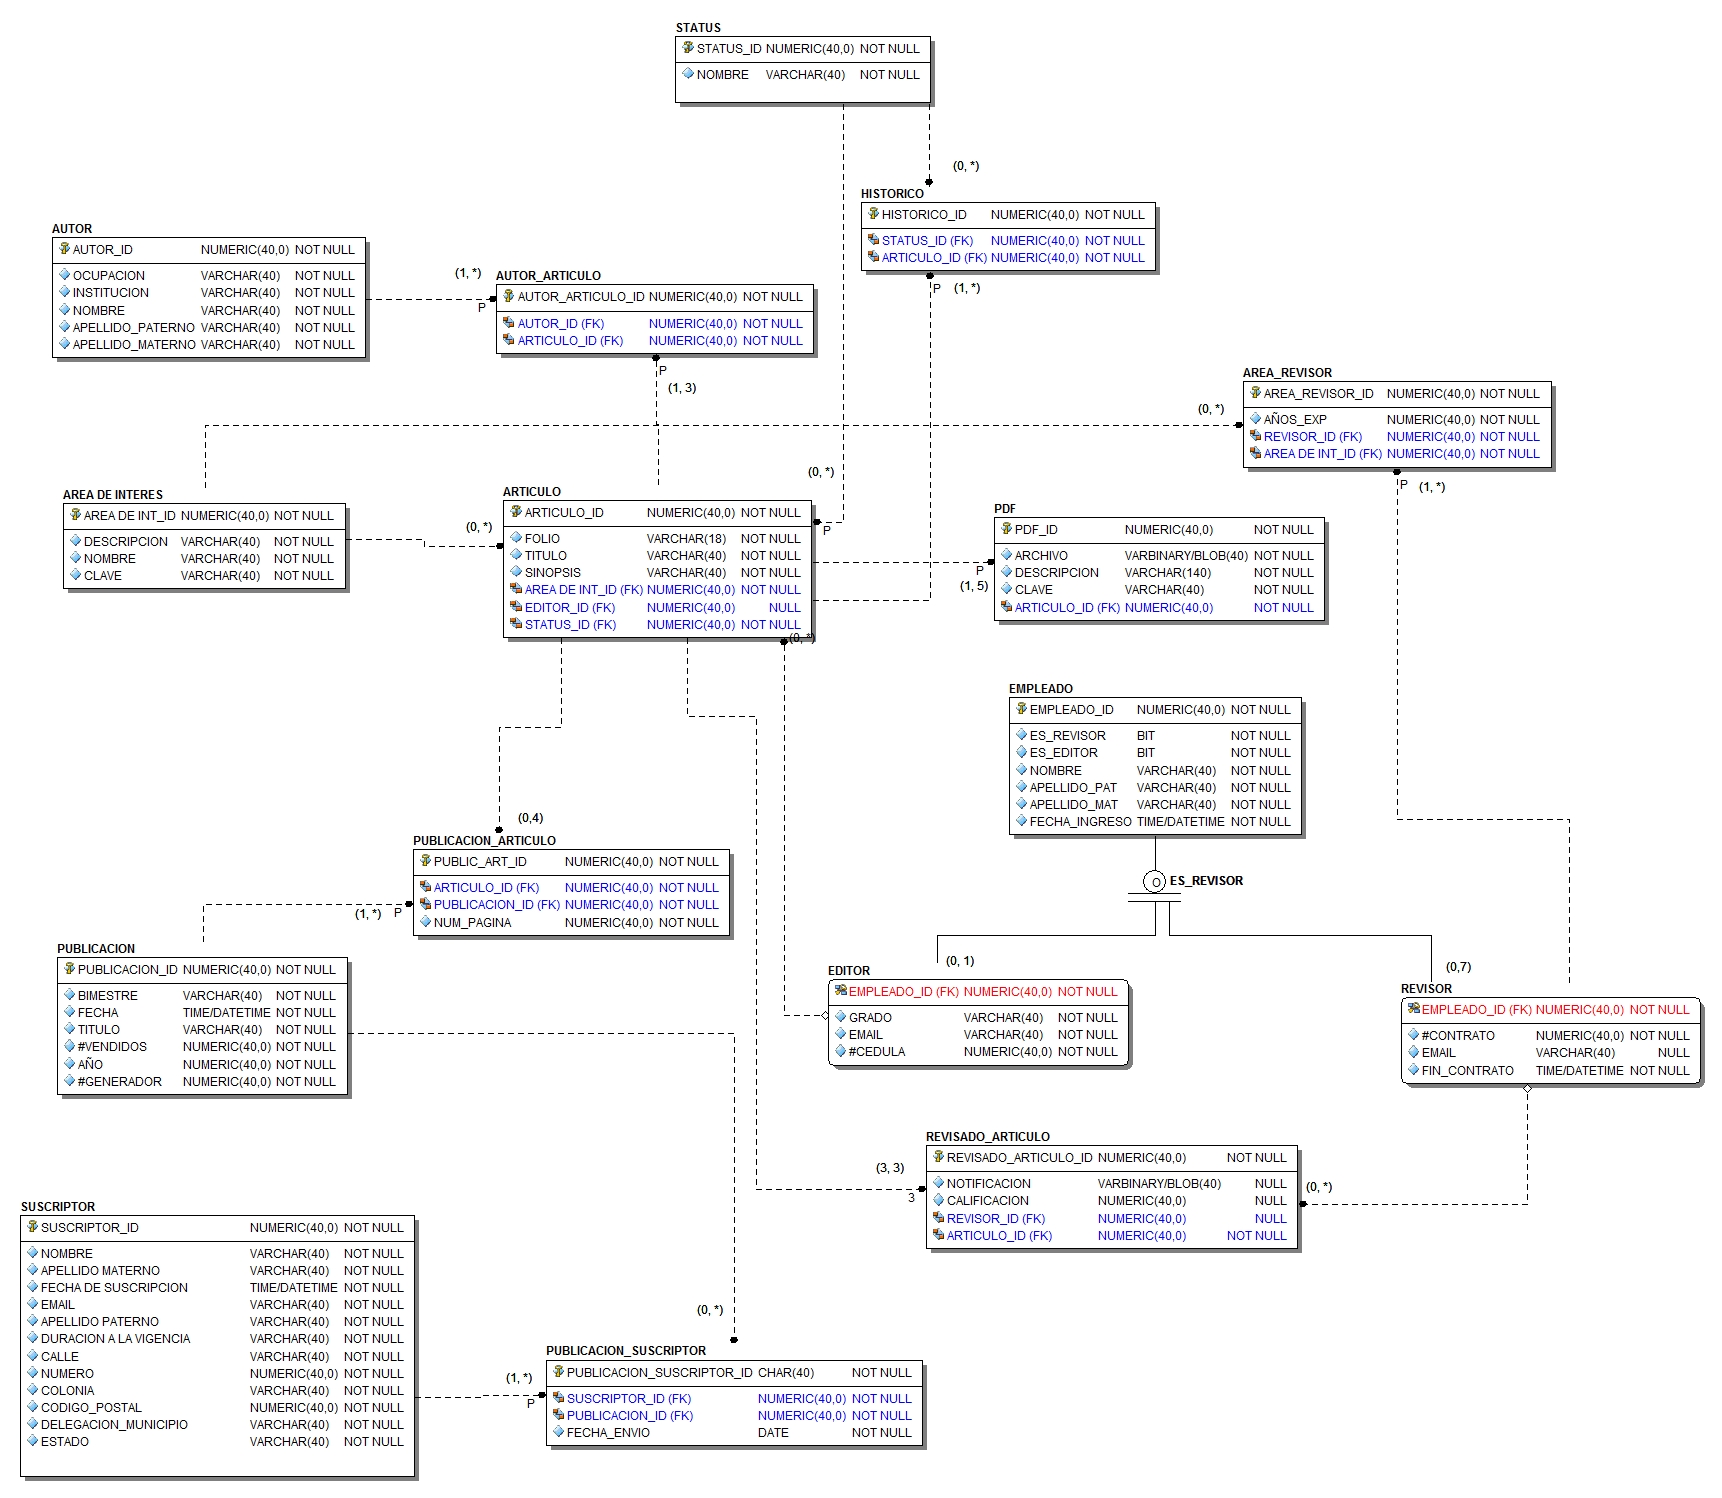 STATUS
STATUS_ID NUMERIC(40,0) NOT NULL
NOMBRE VARCHAR(40) NOT NULL
(0, *)
HISTORICO
HISTORICO_ID NUMERIC(40,0) NOT NULL
STATUS_ID (FK) NUMERIC(40,0) NOT NULL
ARTICULO_ID (FK) NUMERIC(40,0) NOT NULL
P (1, *)
AUTOR
AUTOR_ID NUMERIC(40,0) NOT NULL
OCUPACION VARCHAR(40) NOT NULL
INSTITUCION VARCHAR(40) NOT NULL
NOMBRE VARCHAR(40) NOT NULL
APELLIDO_PATERNO VARCHAR(40) NOT NULL
APELLIDO_MATERNO VARCHAR(40) NOT NULL
(1, *)
P
AUTOR_ARTICULO
AUTOR_ARTICULO_ID NUMERIC(40,0) NOT NULL
AUTOR_ID (FK) NUMERIC(40,0) NOT NULL
ARTICULO_ID (FK) NUMERIC(40,0) NOT NULL
P
(1, 3)
AREA_REVISOR
AREA_REVISOR_ID NUMERIC(40,0) NOT NULL
AÑOS_EXP NUMERIC(40,0) NOT NULL
REVISOR_ID (FK) NUMERIC(40,0) NOT NULL
AREA DE INT_ID (FK) NUMERIC(40,0) NOT NULL
(0, *)
P (1, *)
AREA DE INTERES
AREA DE INT_ID NUMERIC(40,0) NOT NULL
DESCRIPCION VARCHAR(40) NOT NULL
NOMBRE VARCHAR(40) NOT NULL
CLAVE VARCHAR(40) NOT NULL
(0, *)
ARTICULO
ARTICULO_ID NUMERIC(40,0) NOT NULL
FOLIO VARCHAR(18) NOT NULL
TITULO VARCHAR(40) NOT NULL
SINOPSIS VARCHAR(40) NOT NULL
AREA DE INT_ID (FK) NUMERIC(40,0) NOT NULL
EDITOR_ID (FK) NUMERIC(40,0) NULL
STATUS_ID (FK) NUMERIC(40,0) NOT NULL
(0, *)
P
(0, *)
PDF
PDF_ID NUMERIC(40,0) NOT NULL
ARCHIVO VARBINARY/BLOB(40) NOT NULL
DESCRIPCION VARCHAR(140) NOT NULL
CLAVE VARCHAR(40) NOT NULL
ARTICULO_ID (FK) NUMERIC(40,0) NOT NULL
P
(1, 5)
EMPLEADO
EMPLEADO_ID NUMERIC(40,0) NOT NULL
ES_REVISOR BIT NOT NULL
ES_EDITOR BIT NOT NULL
NOMBRE VARCHAR(40) NOT NULL
APELLIDO_PAT VARCHAR(40) NOT NULL
APELLIDO_MAT VARCHAR(40) NOT NULL
FECHA_INGRESO TIME/DATETIME NOT NULL
O ES_REVISOR
(0,4)
PUBLICACION_ARTICULO
PUBLIC_ART_ID NUMERIC(40,0) NOT NULL
ARTICULO_ID (FK) NUMERIC(40,0) NOT NULL
PUBLICACION_ID (FK) NUMERIC(40,0) NOT NULL
NUM_PAGINA NUMERIC(40,0) NOT NULL
(1, *) P
PUBLICACION
PUBLICACION_ID NUMERIC(40,0) NOT NULL
BIMESTRE VARCHAR(40) NOT NULL
FECHA TIME/DATETIME NOT NULL
TITULO VARCHAR(40) NOT NULL
#VENDIDOS NUMERIC(40,0) NOT NULL
AÑO NUMERIC(40,0) NOT NULL
#GENERADOR NUMERIC(40,0) NOT NULL
(0, 1)
EDITOR
EMPLEADO_ID (FK) NUMERIC(40,0) NOT NULL
GRADO VARCHAR(40) NOT NULL
EMAIL VARCHAR(40) NOT NULL
#CEDULA NUMERIC(40,0) NOT NULL
(0,7)
REVISOR
EMPLEADO_ID (FK) NUMERIC(40,0) NOT NULL
#CONTRATO NUMERIC(40,0) NOT NULL
EMAIL VARCHAR(40) NULL
FIN_CONTRATO TIME/DATETIME NOT NULL
REVISADO_ARTICULO
REVISADO_ARTICULO_ID NUMERIC(40,0) NOT NULL
NOTIFICACION VARBINARY/BLOB(40) NULL
CALIFICACION NUMERIC(40,0) NULL
REVISOR_ID (FK) NUMERIC(40,0) NULL
ARTICULO_ID (FK) NUMERIC(40,0) NOT NULL
(3, 3)
3
(0, *)
SUSCRIPTOR
SUSCRIPTOR_ID NUMERIC(40,0) NOT NULL
NOMBRE VARCHAR(40) NOT NULL
APELLIDO MATERNO VARCHAR(40) NOT NULL
FECHA DE SUSCRIPCION TIME/DATETIME NOT NULL
EMAIL VARCHAR(40) NOT NULL
APELLIDO PATERNO VARCHAR(40) NOT NULL
DURACION A LA VIGENCIA VARCHAR(40) NOT NULL
CALLE VARCHAR(40) NOT NULL
NUMERO NUMERIC(40,0) NOT NULL
COLONIA VARCHAR(40) NOT NULL
CODIGO_POSTAL NUMERIC(40,0) NOT NULL
DELEGACION_MUNICIPIO VARCHAR(40) NOT NULL
ESTADO VARCHAR(40) NOT NULL
(0, *)
(1, *)
P
PUBLICACION_SUSCRIPTOR
PUBLICACION_SUSCRIPTOR_ID CHAR(40) NOT NULL
SUSCRIPTOR_ID (FK) NUMERIC(40,0) NOT NULL
PUBLICACION_ID (FK) NUMERIC(40,0) NOT NULL
FECHA_ENVIO DATE NOT NULL